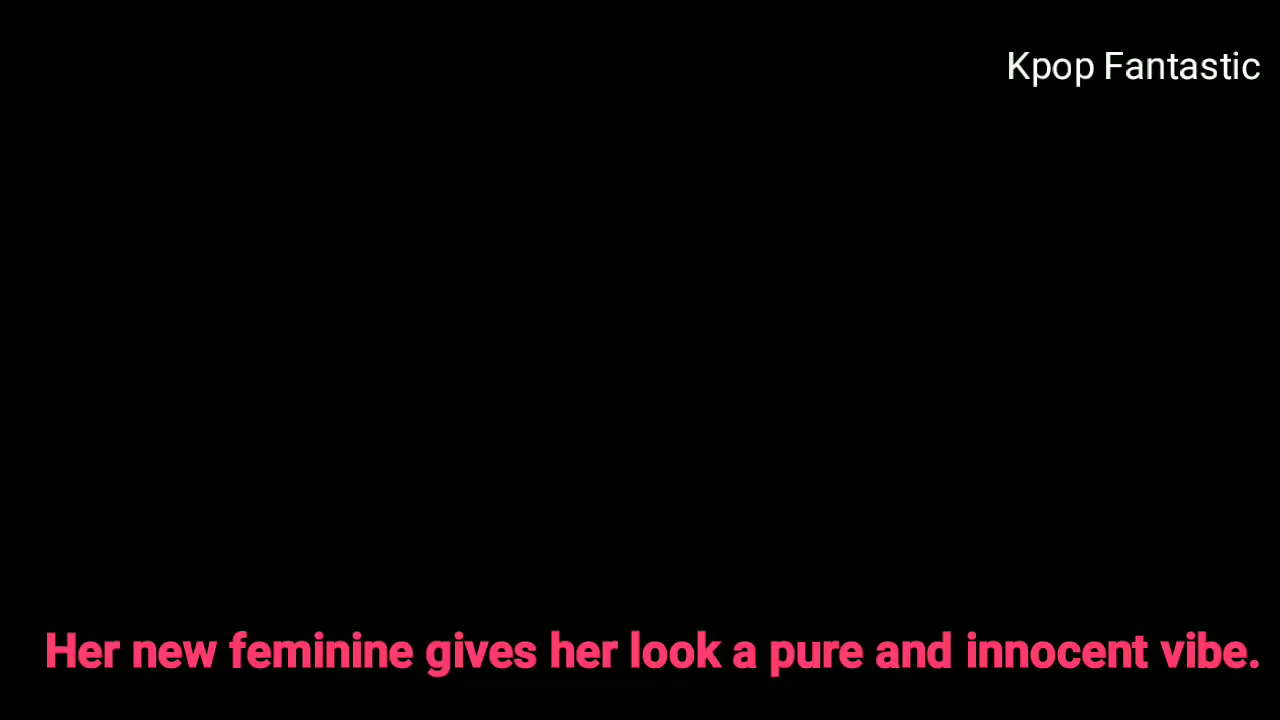 Kpop Fantastic
Her new feminine gives her look a pure and innocent vibe.